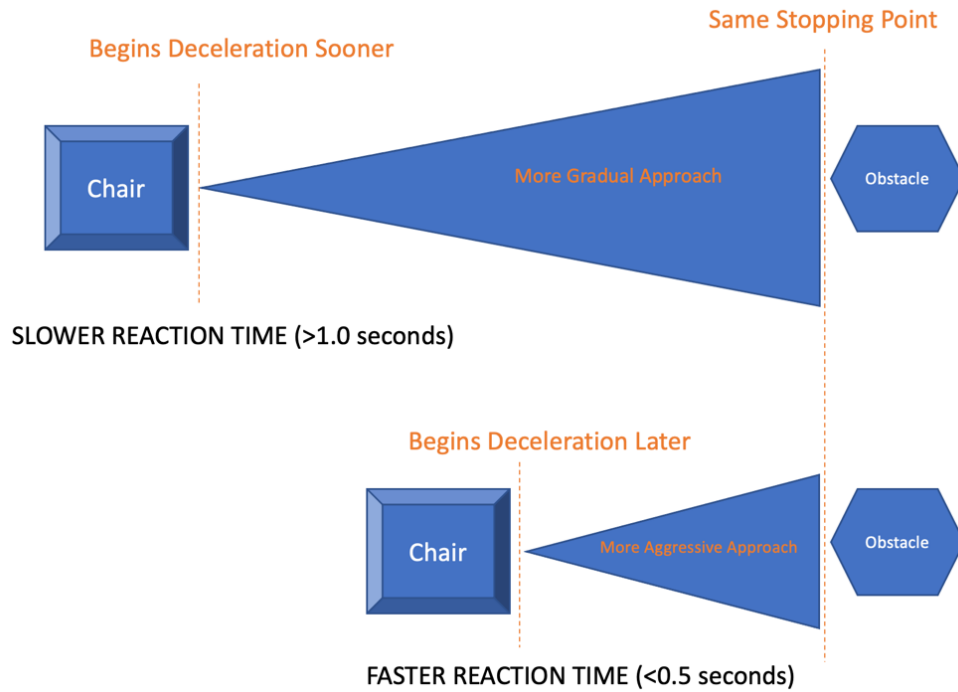 Same Stopping Point
Begins Deceleration Sooner
Chair
More Gradual Approach
Obstacle
SLOWER REACTION TIME (>1.0 seconds)
Begins Deceleration Later
Chair
More Aggressive Approach
Obstacle
FASTER REACTION TIME (<0.5 seconds)